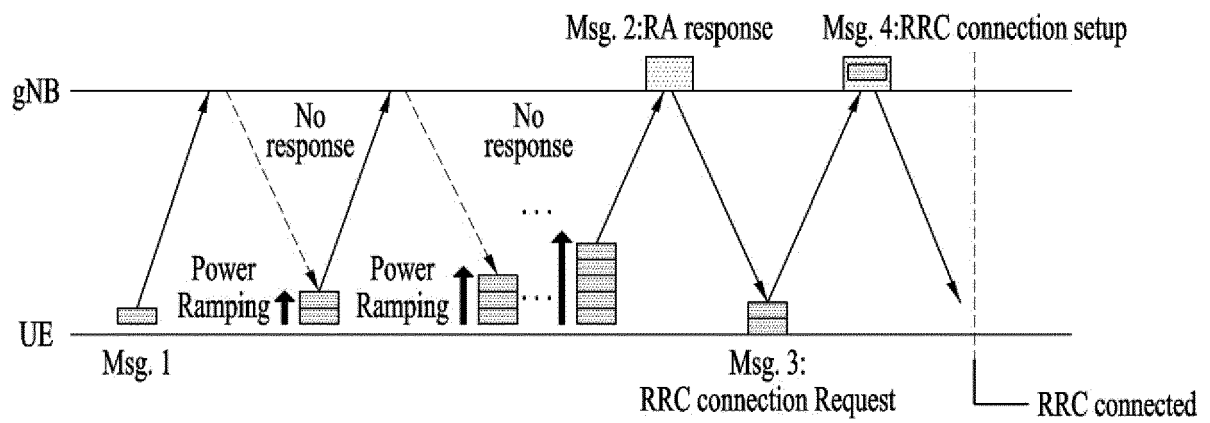 Msg. 2:RA response
Msg. 4:RRC connection setup
gNB
No
response
No
response
...
Power
Ramping
Power
Ramping
...
UE
Msg. 1
Msg. 3:
RRC connection Request
RRC connected